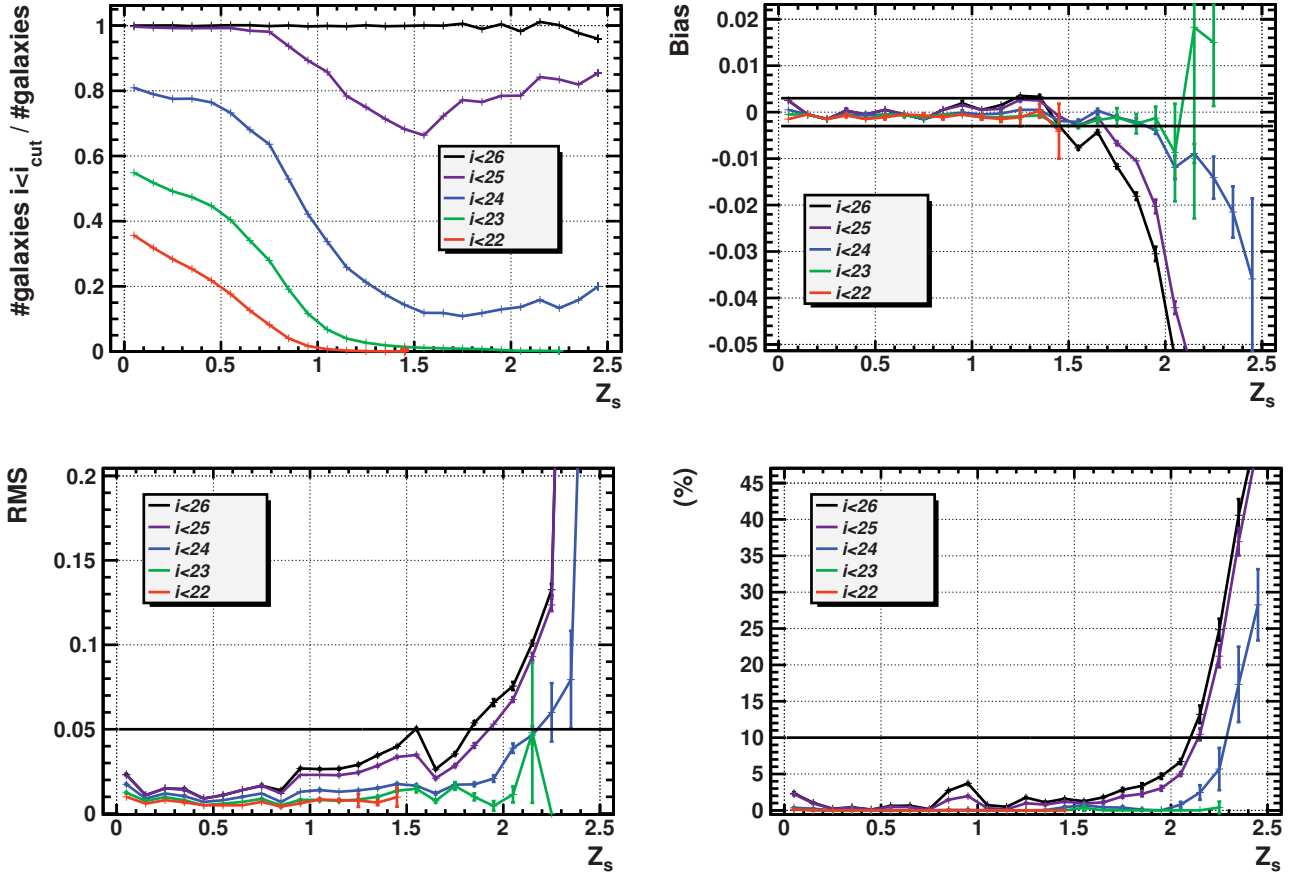 #galaxies i<i_cut / #galaxies
1
0.8
0.6
0.4
0.2
0
i<26
i<25
i<24
i<23
i<22
0 0.5 1 1.5 2 2.5
Z_s
Bias
0.02
0.01
0
-0.01
-0.02
-0.03
-0.04
-0.05
i<26
i<25
i<24
i<23
i<22
0 0.5 1 1.5 2 2.5
Z_s
RMS
0.2
0.15
0.1
0.05
0
i<26
i<25
i<24
i<23
i<22
0 0.5 1 1.5 2 2.5
Z_s
(%)
45
40
35
30
25
20
15
10
5
0
i<26
i<25
i<24
i<23
i<22
0 0.5 1 1.5 2 2.5
Z_s